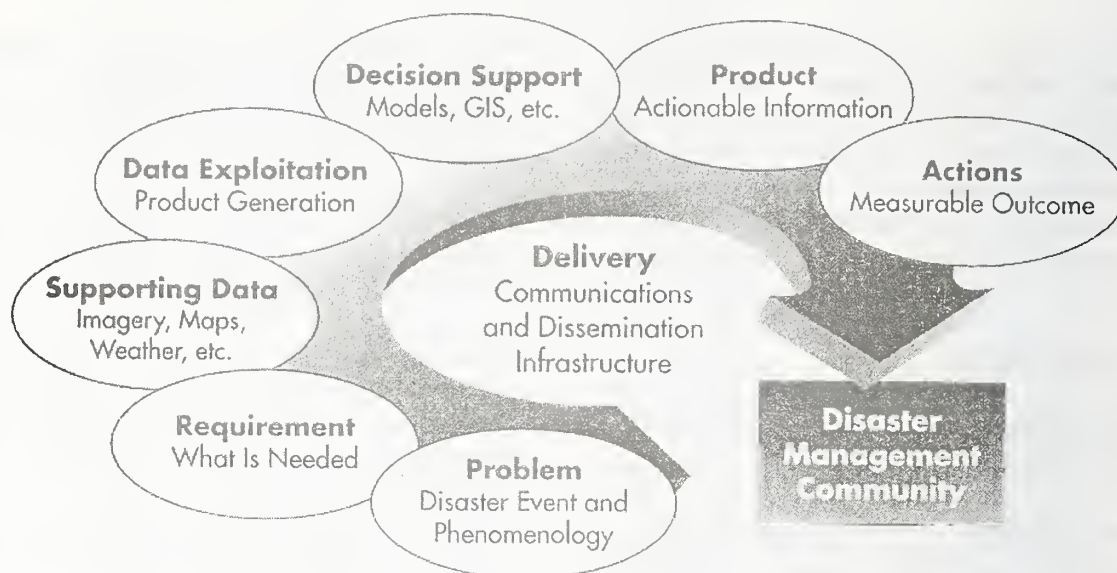 Decision Support
Models, GIS, etc.
Product
Actionable Information
Data Exploitation
Product Generation
Actions
Measurable Outcome
Supporting Data
Imagery, Maps,
Weather, etc.
Delivery
Communications
and Dissemination
Infrastructure
Requirement
What Is Needed
Problem
Disaster Event and
Phenomenology
Disaster
Management
Community